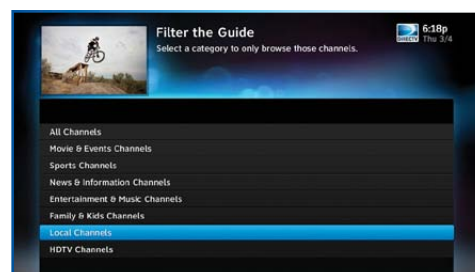 Filter the Guide
Select a category to only browse those channels.
DIRECTV
6:18p
Thu 3/4
All Channels
Movie & Events Channels
Sports Channels
News & Information Channels
Entertainment & Music Channels
Family & Kids Channels
Local Channels
HDTV Channels